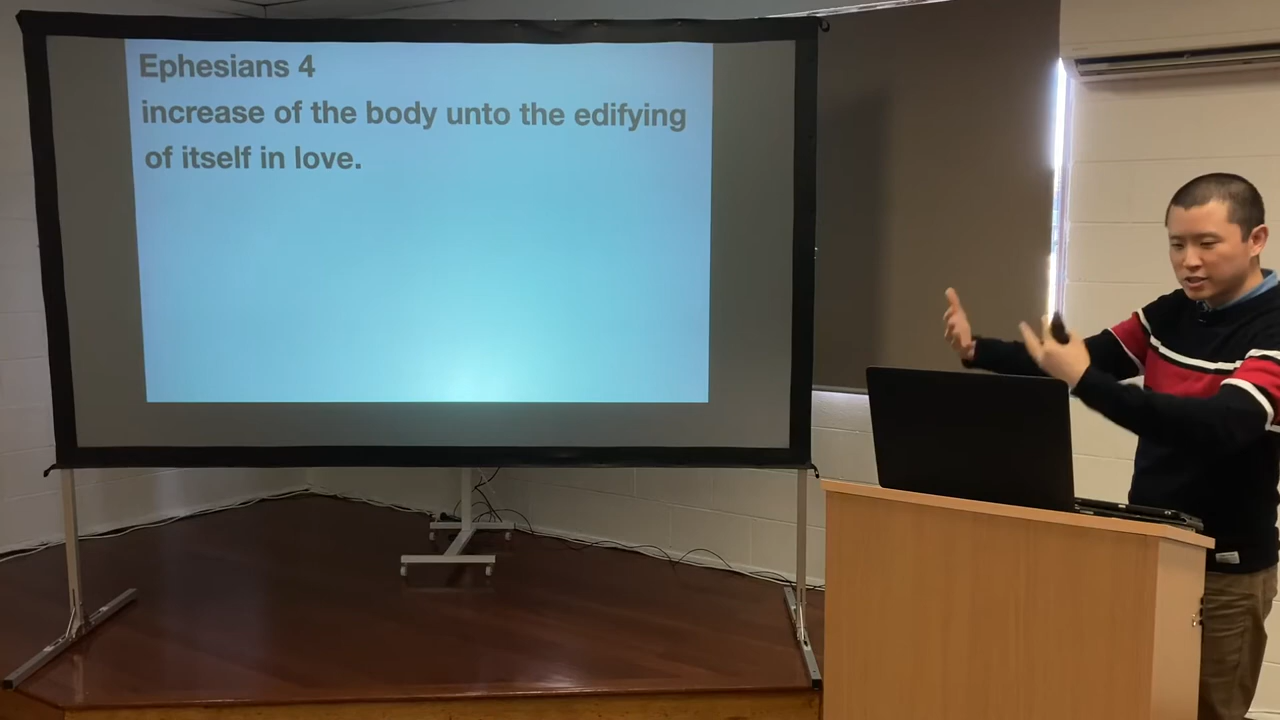 Ephesians 4
increase of the body unto the edifying
of itself in love.